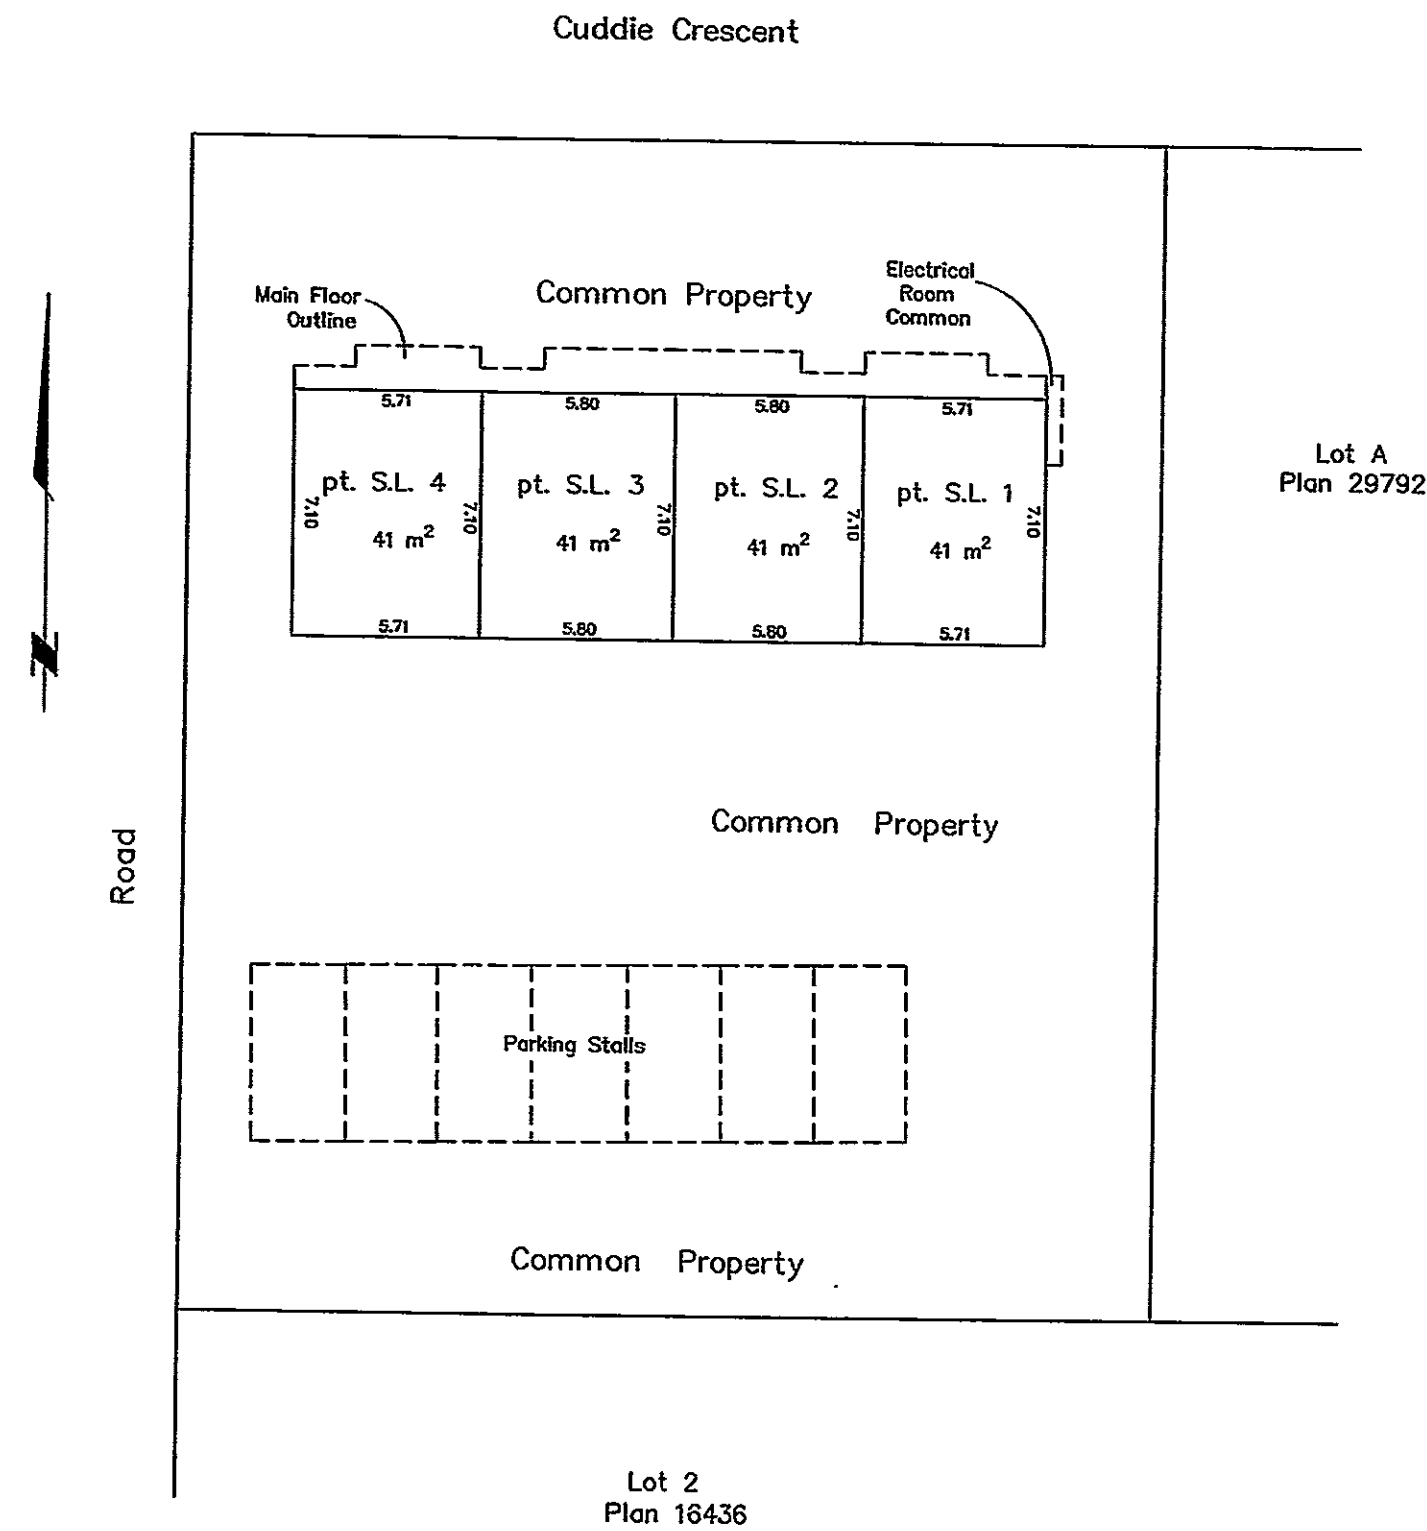 Cuddie Crescent
Main Floor
Outline
Common Property
Electrical
Room
Common
5.71
5.80
5.80
5.71
Lot A
Plan 29792
pt. S.L. 4
pt. S.L. 3
pt. S.L. 2
pt. S.L. 1
7.10
7.10
7.10
7.10
7.10
41 m²
41 m²
41 m²
41 m²
5.71
5.80
5.80
5.71
N
Common Property
Road
Parking Stalls
Common Property
Lot 2
Plan 16436